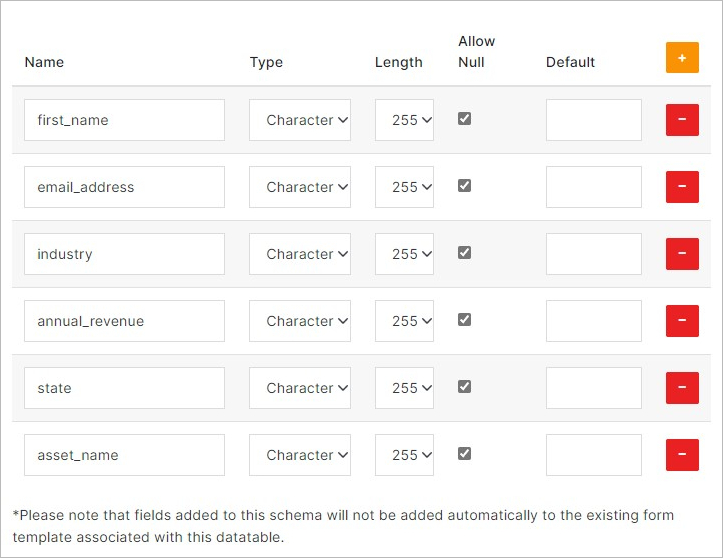 Name Type Length Allow Null Default +
first_name Character 255 −
email_address Character 255 −
industry Character 255 −
annual_revenue Character 255 −
state Character 255 −
asset_name Character 255 −
*Please note that fields added to this schema will not be added automatically to the existing form
template associated with this datatable.